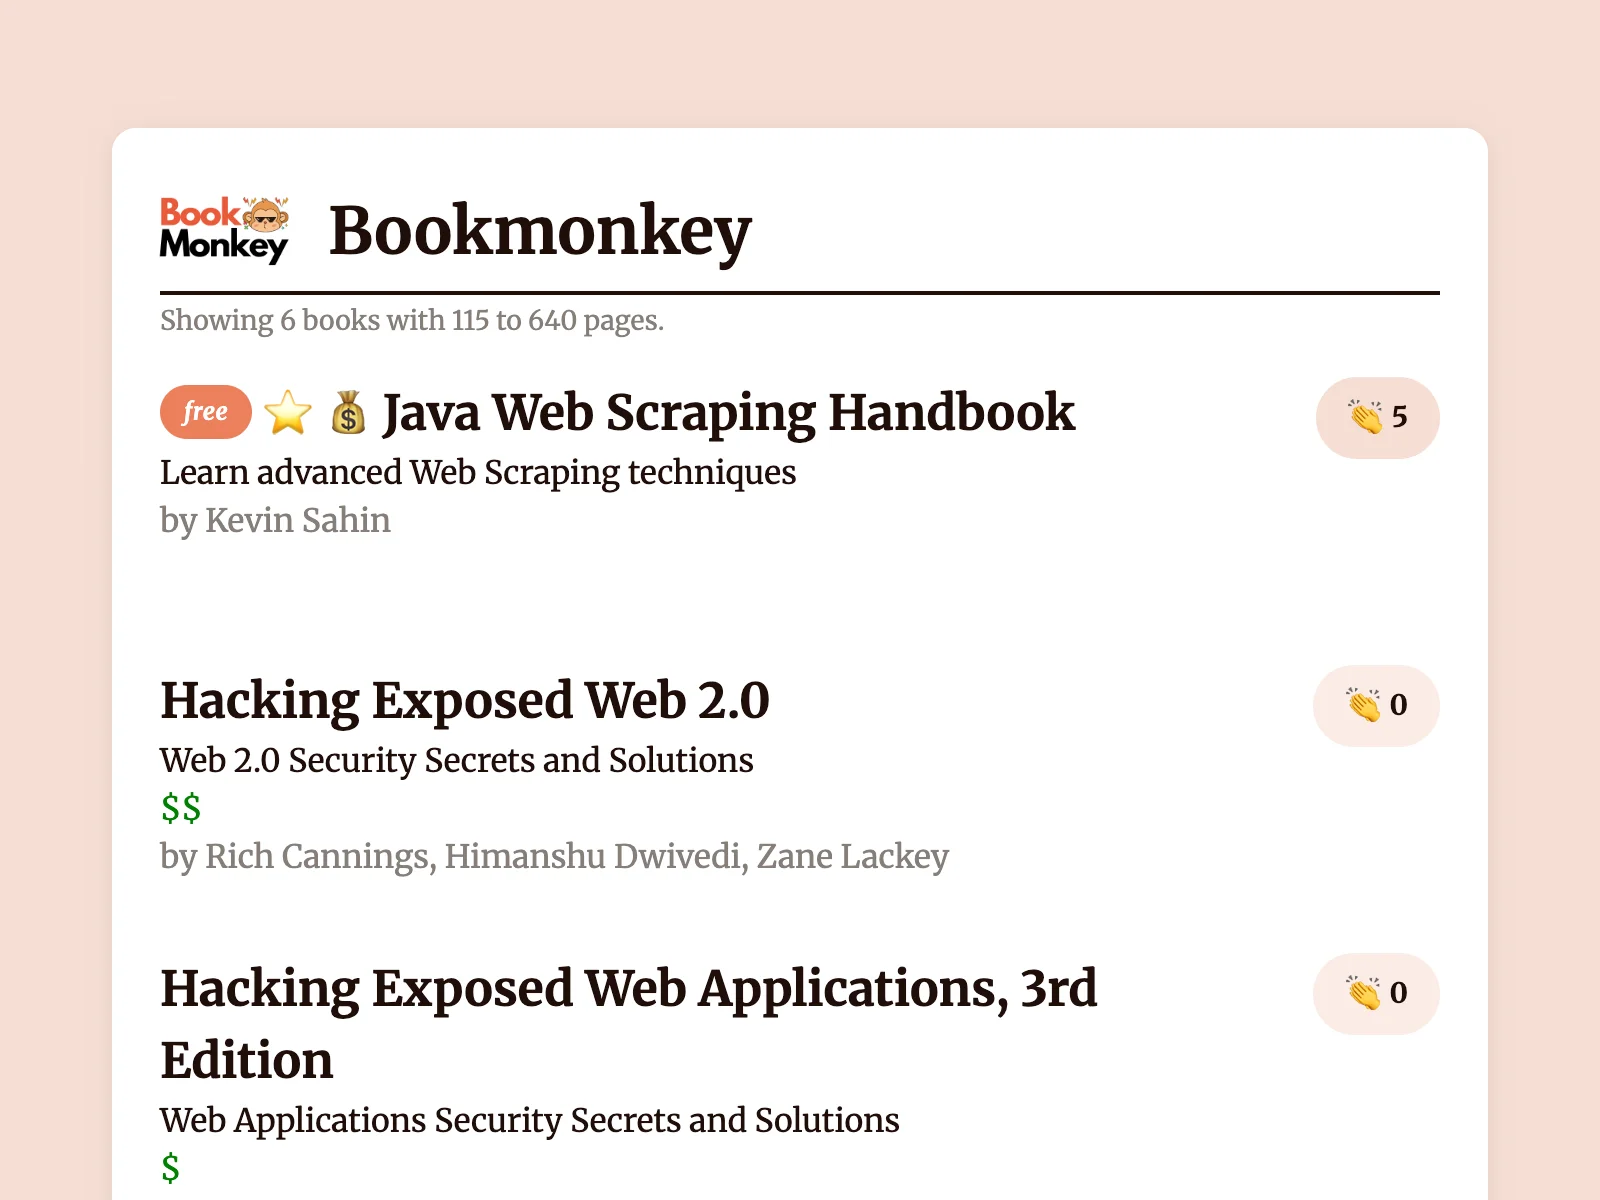 Book
Monkey
Bookmonkey
Showing 6 books with 115 to 640 pages.
free ⭐ 💰 Java Web Scraping Handbook
👏 5
Learn advanced Web Scraping techniques
by Kevin Sahin
Hacking Exposed Web 2.0
👏 0
Web 2.0 Security Secrets and Solutions
$$
by Rich Cannings, Himanshu Dwivedi, Zane Lackey
Hacking Exposed Web Applications, 3rd
Edition
👏 0
Web Applications Security Secrets and Solutions
$